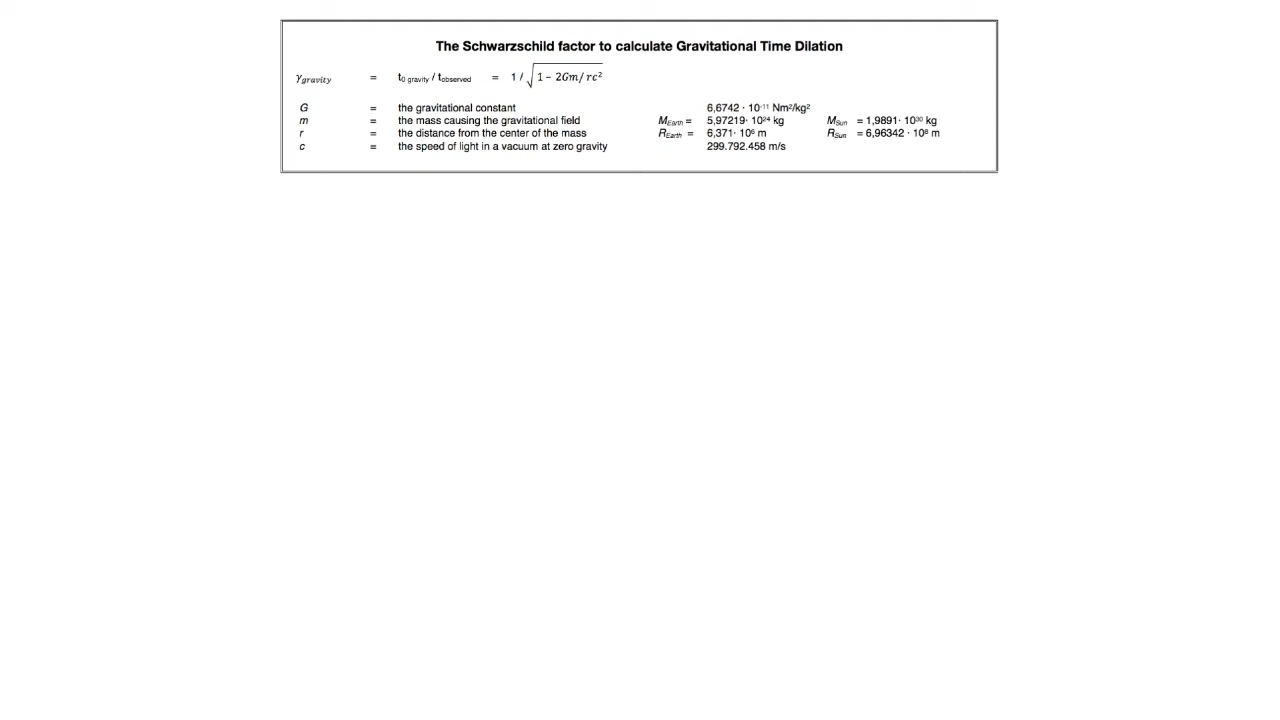 The Schwarzschild factor to calculate Gravitational Time Dilation
γgravity = t0 gravity / tobserved = 1 / √1 − 2Gm/rc²
G = the gravitational constant 6,6742 · 10⁻¹¹ Nm²/kg²
m = the mass causing the gravitational field MEarth = 5,97219· 10²⁴ kg MSun = 1,9891· 10³⁰ kg
r = the distance from the center of the mass REarth = 6,371· 10⁶ m RSun = 6,96342 · 10⁸ m
c = the speed of light in a vacuum at zero gravity 299.792.458 m/s